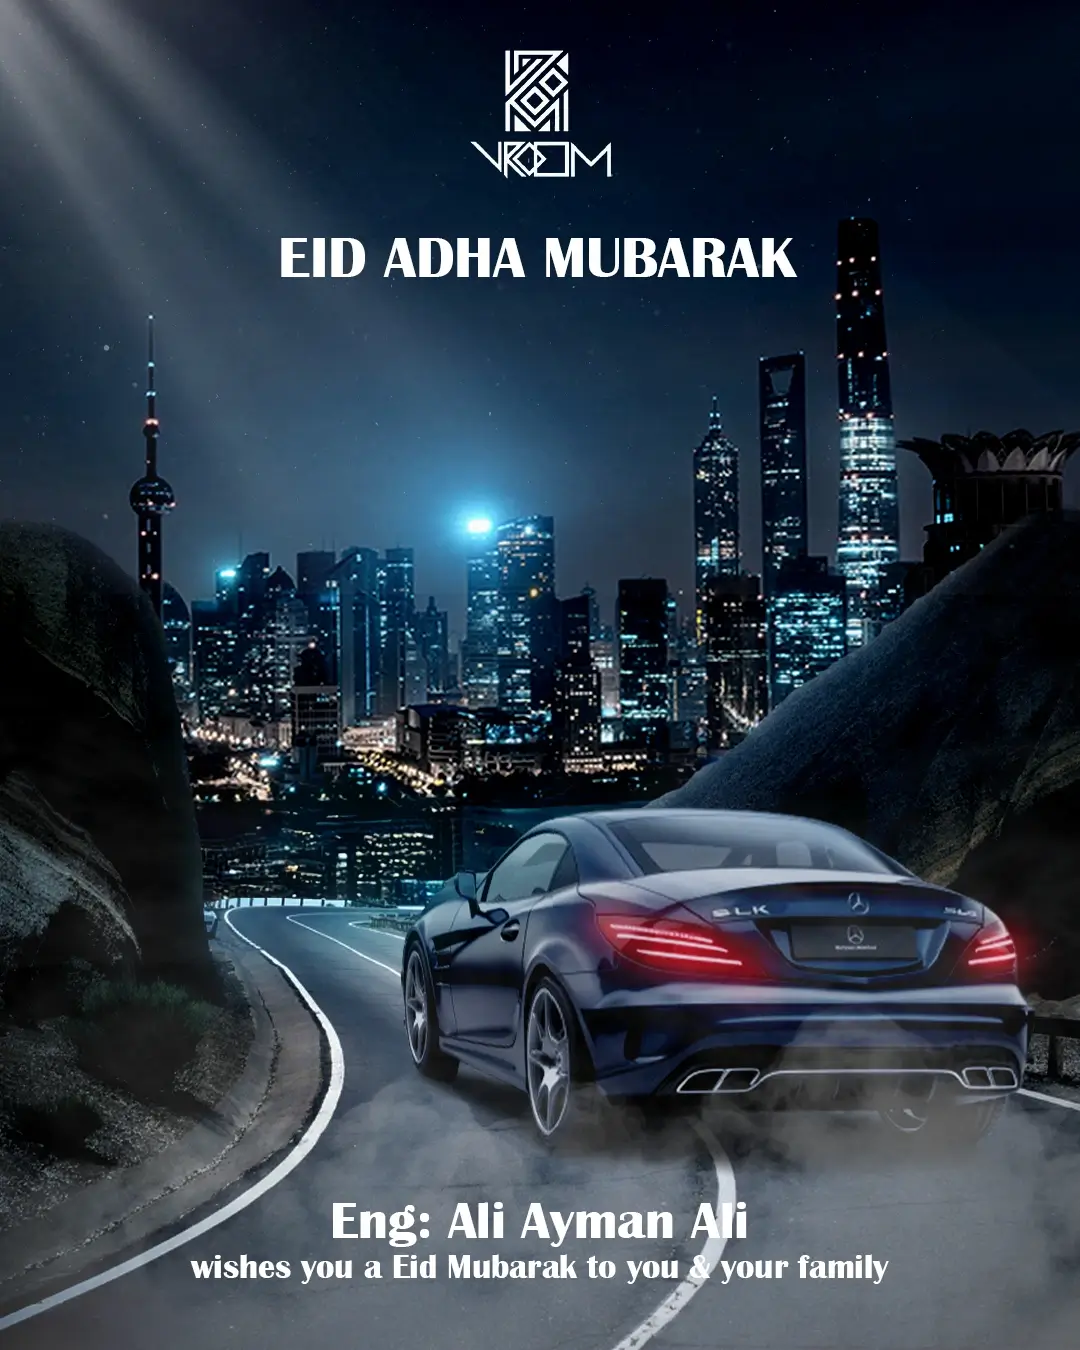 VROOM
EID ADHA MUBARAK
SLK
Eng: Ali Ayman Ali
wishes you a Eid Mubarak to you & your family